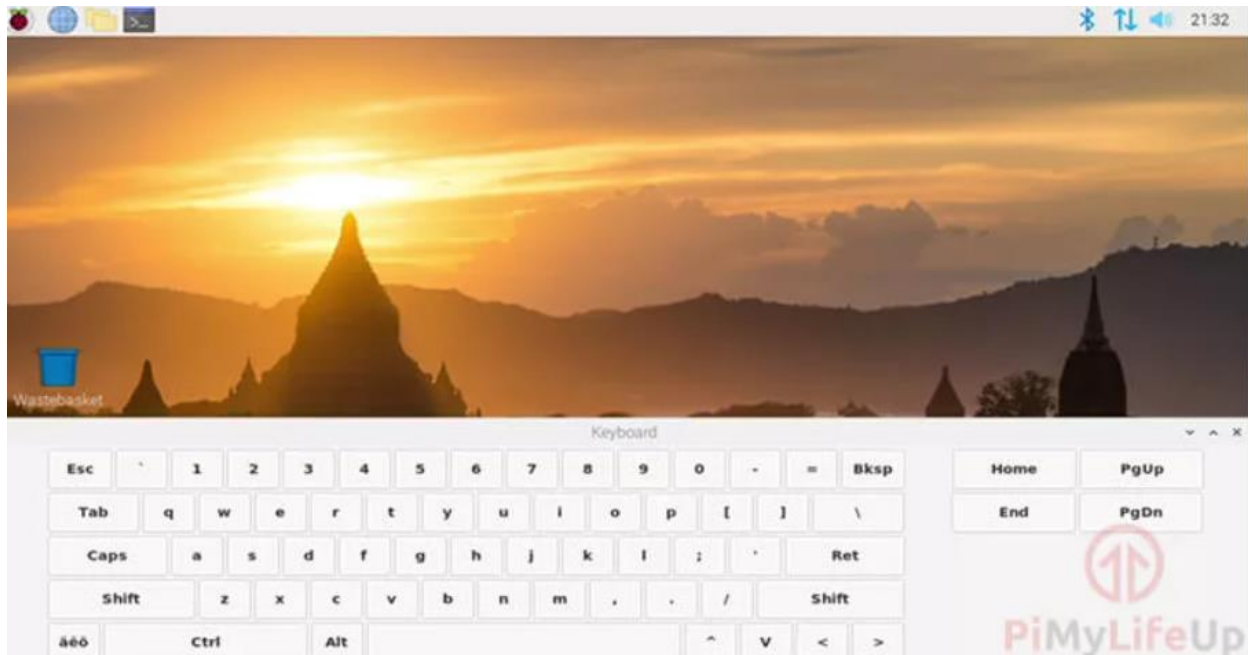 21:32
Wastebasket
Keyboard
Esc ` 1 2 3 4 5 6 7 8 9 0 - = Bksp Home PgUp
Tab q w e r t y u i o p [ ] \ End PgDn
Caps a s d f g h j k l ; ' Ret
Shift z x c v b n m , . / Shift
áêö Ctrl Alt ^ v < >
PiMyLifeUp